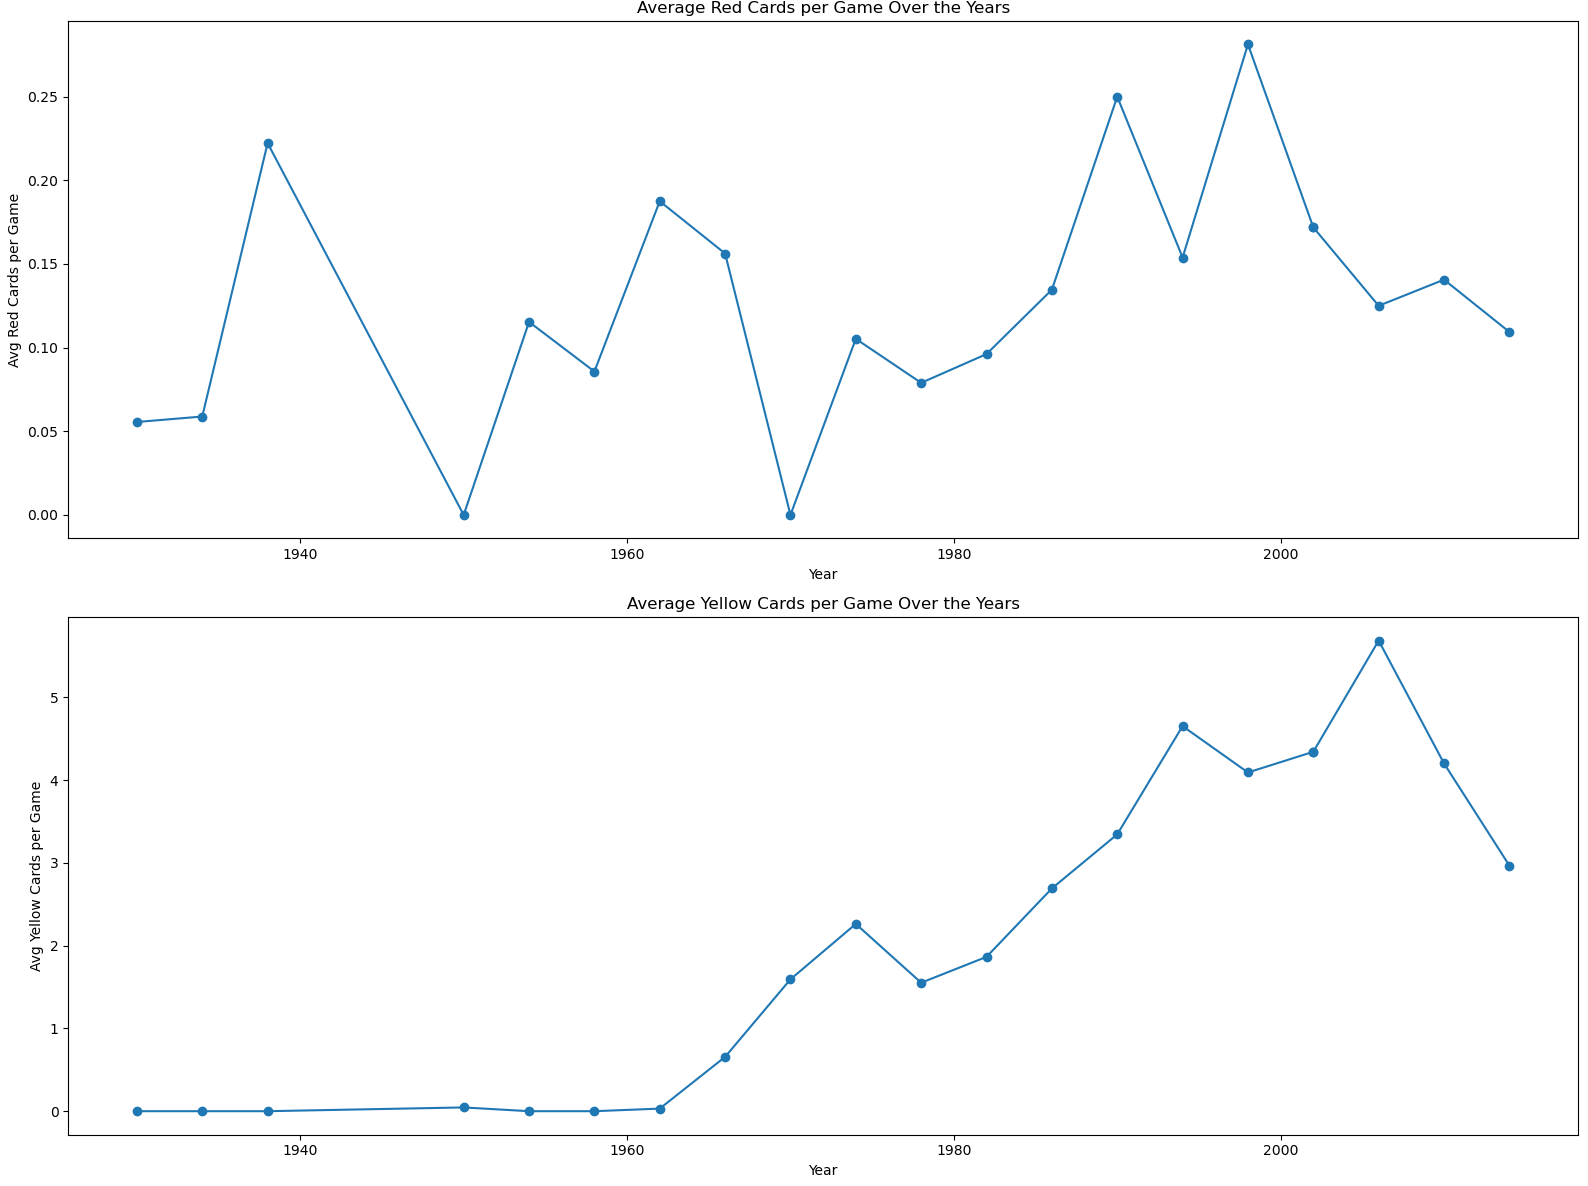 Average Red Cards per Game Over the Years
Avg Red Cards per Game
0.25
0.20
0.15
0.10
0.05
0.00
1940 1960 1980 2000
Year
Average Yellow Cards per Game Over the Years
Avg Yellow Cards per Game
5
4
3
2
1
0
1940 1960 1980 2000
Year